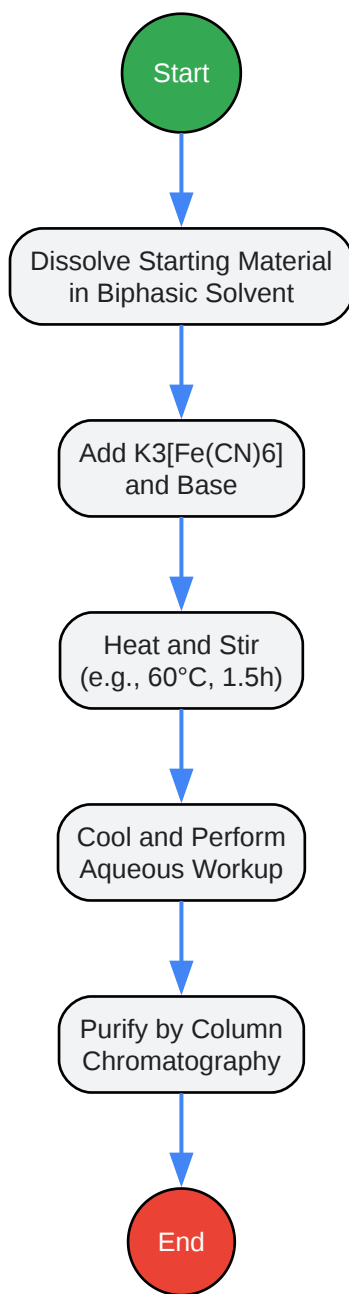 Start
Dissolve Starting Material
in Biphasic Solvent
Add K3[Fe(CN)6]
and Base
Heat and Stir
(e.g., 60°C, 1.5h)
Cool and Perform
Aqueous Workup
Purify by Column
Chromatography
End